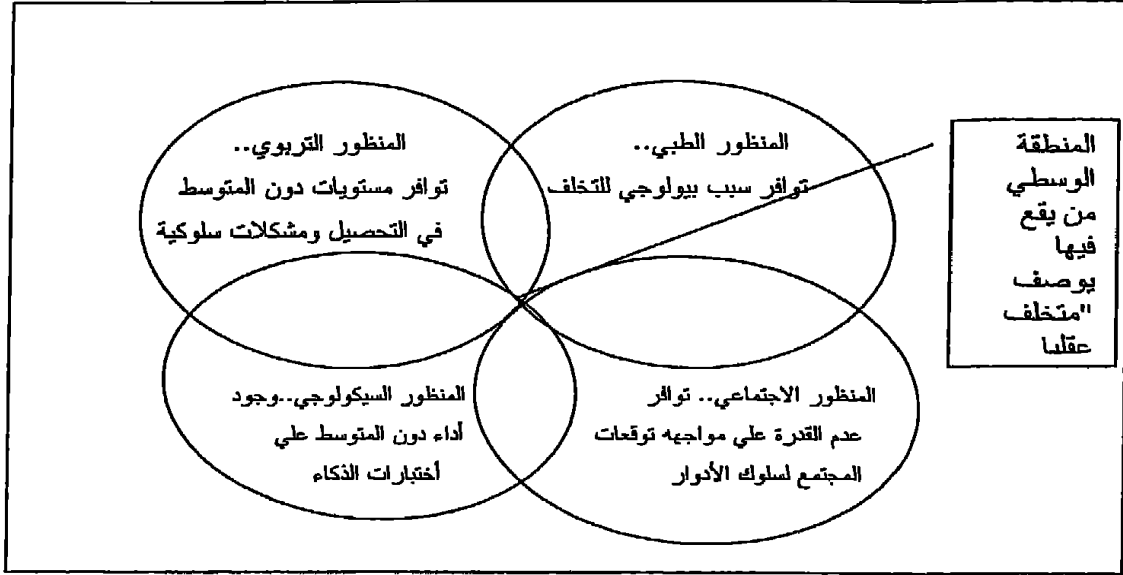 المنظور الطبي..
توافر سبب بيولوجي للتخلف
المنظور التربوي..
توافر مستويات دون المتوسط
في التحصيل ومشكلات سلوكية
المنطقة
الوسطي
من يقع
فيها
يوصف
"متخلف
عقليا
المنظور الاجتماعي.. توافر
عدم القدرة علي مواجهه توقعات
المجتمع لسلوك الأدوار
المنظور السيكولوجي..وجود
أداء دون المتوسط علي
أختبارات الذكاء